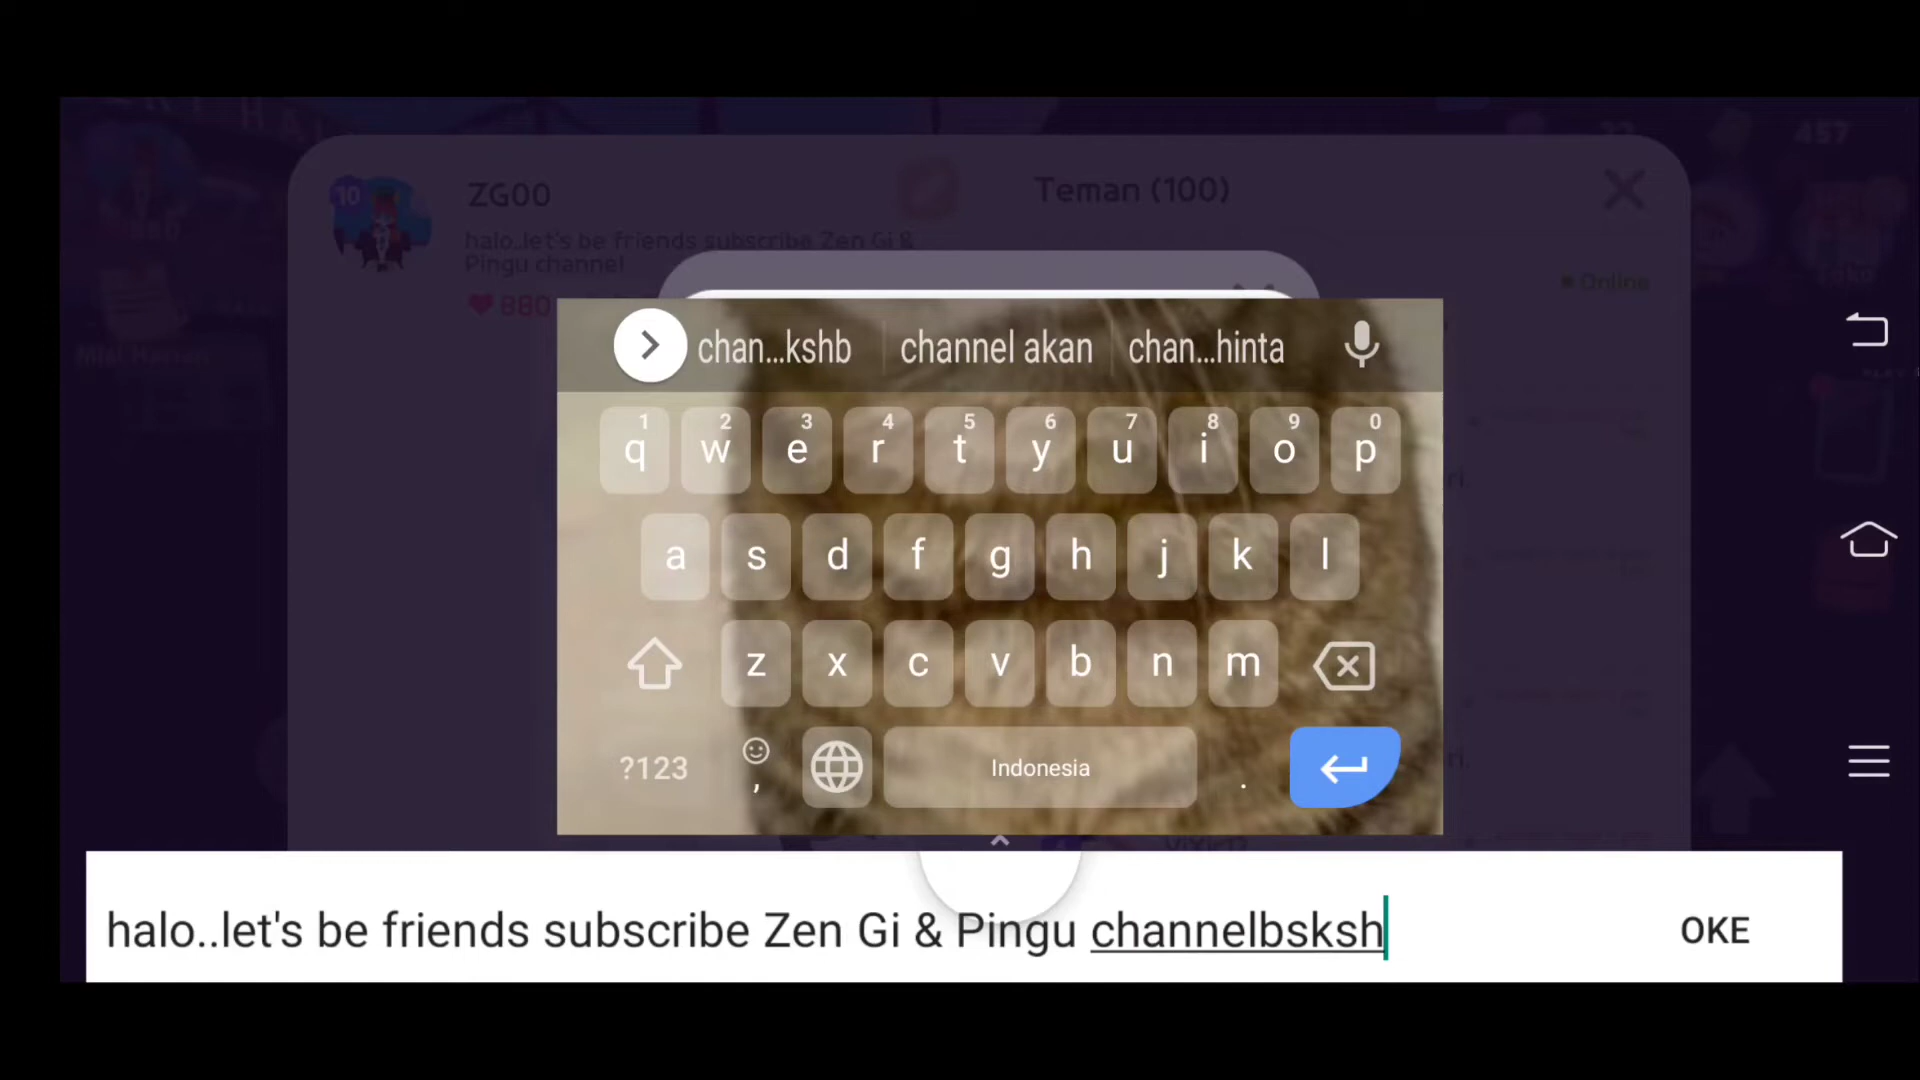 457
10
ZG00
Teman (100)
halo..let's be friends subscribe Zen Gi &
Pingu channel
880
Online
chan...kshb
channel akan
chan...hinta
1 2 3 4 5 6 7 8 9 0
q w e r t y u i o p
a s d f g h j k l
z x c v b n m
?123
,
Indonesia
.
halo..let's be friends subscribe Zen Gi & Pingu channelbsksh
OKE